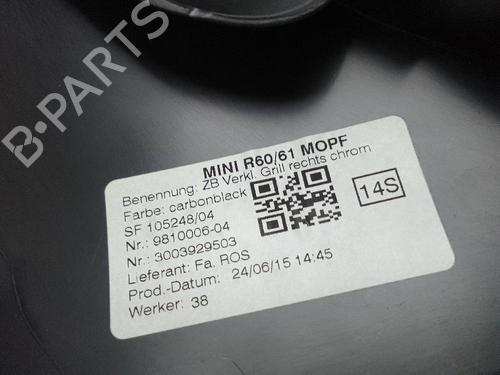 B-PARTS
MINI R60/61 MOPF
Benennung: ZB Verkl. Grill rechts chrom
Farbe: carbonblack
SF 105248/04
Nr.: 9810006-04
Nr.: 3003929503
Lieferant: Fa. ROS
Prod.-Datum: 24/06/15 14:45
Werker: 38
14S